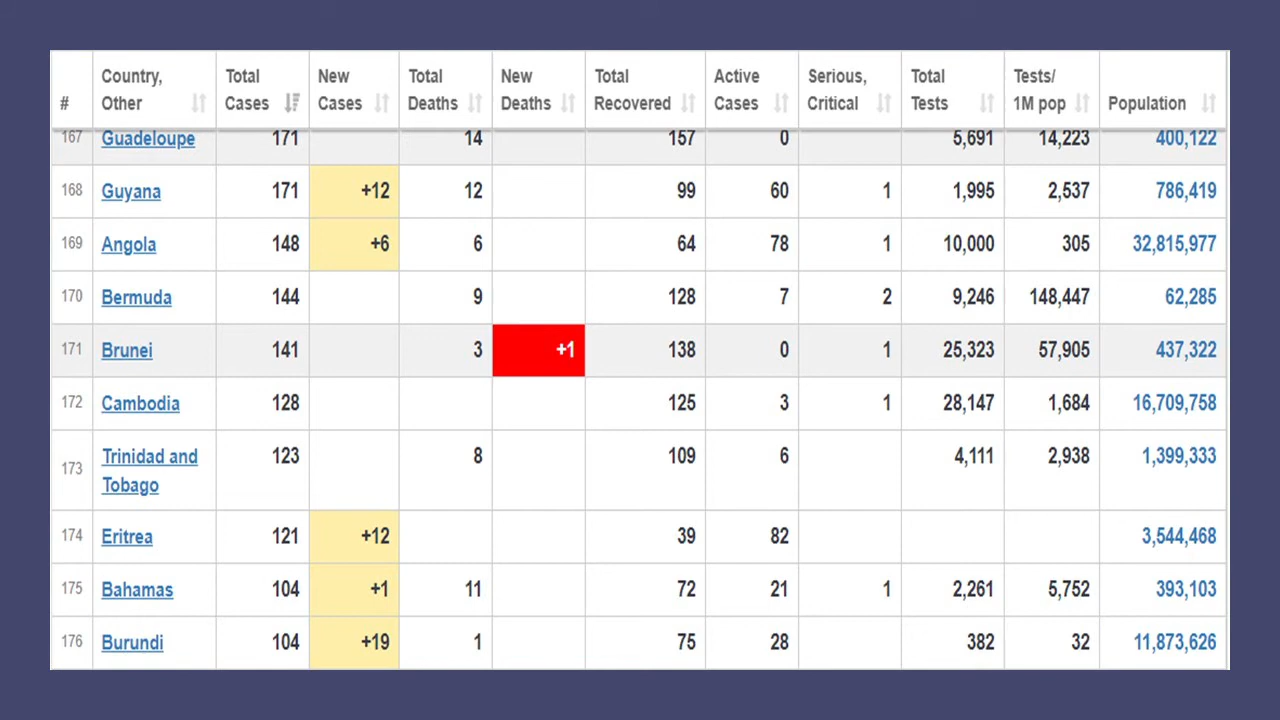 # Country, Other Total Cases New Cases Total Deaths New Deaths Total Recovered Active Cases Serious, Critical Total Tests Tests/ 1M pop Population
167 Guadeloupe 171 14 157 0 5,691 14,223 400,122
168 Guyana 171 +12 12 99 60 1 1,995 2,537 786,419
169 Angola 148 +6 6 64 78 1 10,000 305 32,815,977
170 Bermuda 144 9 128 7 2 9,246 148,447 62,285
171 Brunei 141 3 +1 138 0 1 25,323 57,905 437,322
172 Cambodia 128 125 3 1 28,147 1,684 16,709,758
173 Trinidad and Tobago 123 8 109 6 4,111 2,938 1,399,333
174 Eritrea 121 +12 39 82 3,544,468
175 Bahamas 104 +1 11 72 21 1 2,261 5,752 393,103
176 Burundi 104 +19 1 75 28 382 32 11,873,626